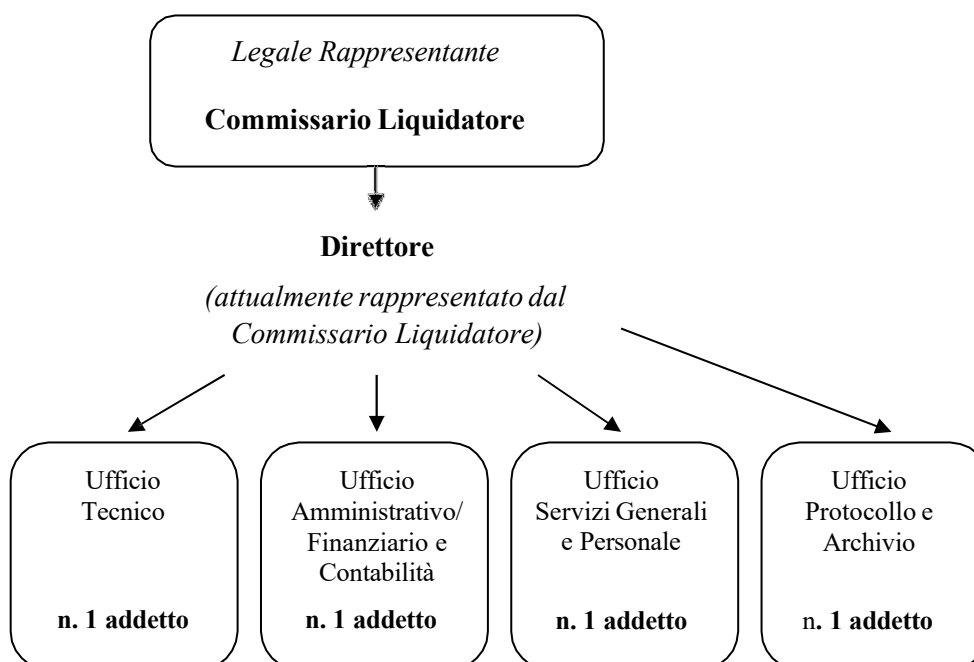 Legale Rappresentante
Commissario Liquidatore
Direttore
(attualmente rappresentato dal
Commissario Liquidatore)
Ufficio
Tecnico
n. 1 addetto
Ufficio
Amministrativo/
Finanziario e
Contabilità
n. 1 addetto
Ufficio
Servizi Generali
e Personale
n. 1 addetto
Ufficio
Protocollo e
Archivio
n. 1 addetto